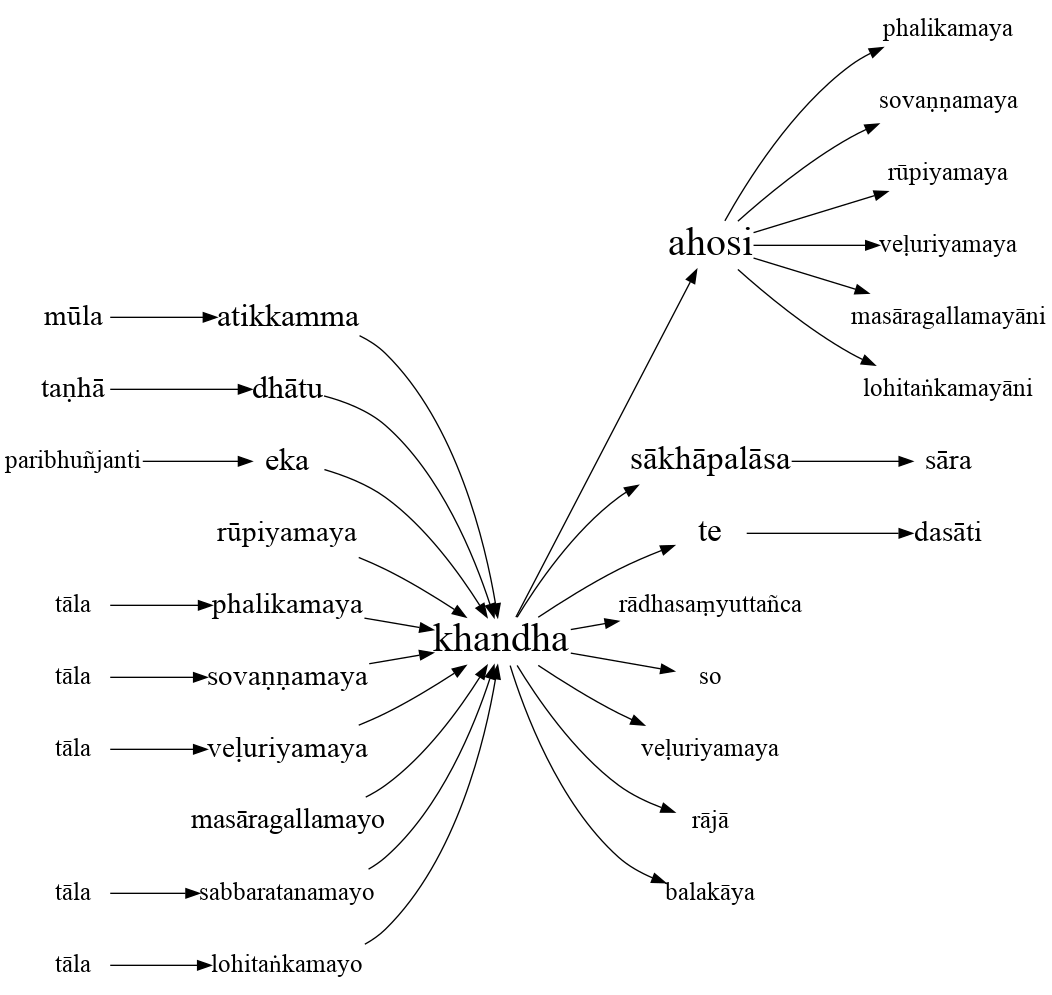 phalikamaya
sovaṇṇamaya
rūpiyamaya
ahosi
veḷuriyamaya
mūla
atikkamma
masāragallamayāni
taṇhā
dhātu
lohitaṅkamayāni
paribhuñjanti
eka
sākhāpalāsa
sāra
rūpiyamaya
te
dasāti
tāla
phalikamaya
rādhasaṃyuttañca
khandha
tāla
sovaṇṇamaya
so
tāla
veḷuriyamaya
veḷuriyamaya
masāragallamayo
rājā
tāla
sabbaratanamayo
balakāya
tāla
lohitaṅkamayo